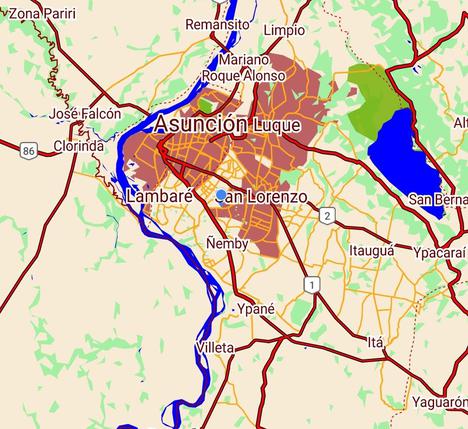 Zona Pariri
Remansito
Limpio
Mariano
Roque Alonso
José Falcón
Asunción
Luque
Clorinda
86
Alt
Lambaré
an Lorenzo
San Berna
2
Ñemby
Itauguá
Ypacaraí
1
Ypané
Villeta
Itá
Yaguarón